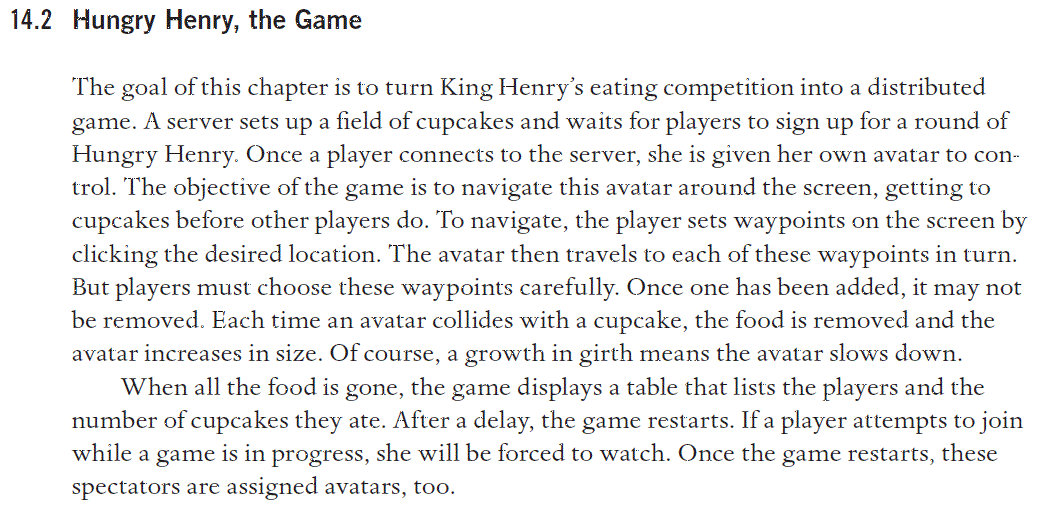 14.2 Hungry Henry, the Game
The goal of this chapter is to turn King Henry’s eating competition into a distributed
game. A server sets up a field of cupcakes and waits for players to sign up for a round of
Hungry Henry. Once a player connects to the server, she is given her own avatar to con-
trol. The objective of the game is to navigate this avatar around the screen, getting to
cupcakes before other players do. To navigate, the player sets waypoints on the screen by
clicking the desired location. The avatar then travels to each of these waypoints in turn.
But players must choose these waypoints carefully. Once one has been added, it may not
be removed. Each time an avatar collides with a cupcake, the food is removed and the
avatar increases in size. Of course, a growth in girth means the avatar slows down.
When all the food is gone, the game displays a table that lists the players and the
number of cupcakes they ate. After a delay, the game restarts. If a player attempts to join
while a game is in progress, she will be forced to watch. Once the game restarts, these
spectators are assigned avatars, too.